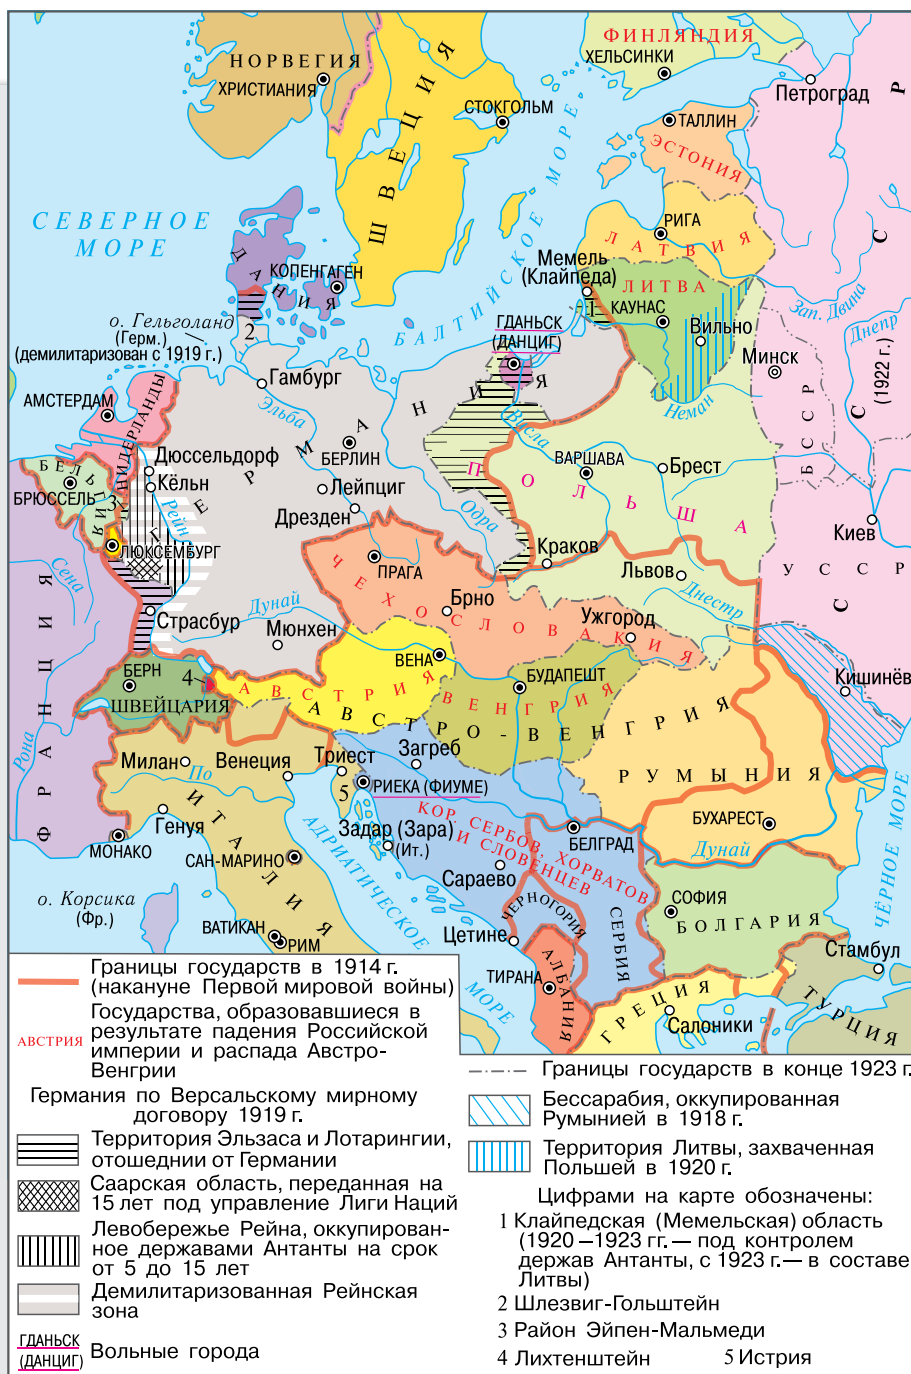 НОРВЕГИЯ
ХРИСТИАНИЯ
ШВЕЦИЯ
СТОКГОЛЬМ
ФИНЛЯНДИЯ
ХЕЛЬСИНКИ
Петроград
ТАЛЛИН
ЭСТОНИЯ
РИГА
ЛАТВИЯ
СЕВЕРНОЕ
МОРЕ
БАЛТИЙСКОЕ МОРЕ
ДАНИЯ
КОПЕНГАГЕН
2
Мемель
(Клайпеда)
1
ЛИТВА
КАУНАС
Вильно
Зап. Двина
Днепр
Неман
Минск
БССР
СССР
(1922 г.)
о. Гельголанд
(Герм.)
(демилитаризован с 1919 г.)
ГДАНЬСК
(ДАНЦИГ)
Гамбург
Эльба
ГЕРМАНИЯ
БЕРЛИН
Лейпциг
Дрезден
Висла
Одра
АМСТЕРДАМ
НИДЕРЛАНДЫ
БЕЛЬГИЯ
БРЮССЕЛЬ
3
Дюссельдорф
Кёльн
Рейн
ЛЮКСЕМБУРГ
ПОЛЬША
ВАРШАВА
Брест
Краков
Львов
Киев
УССР
Днестр
Сена
ФРАНЦИЯ
Страсбур
Дунай
Мюнхен
ПРАГА
ЧЕХОСЛОВАКИЯ
Брно
Ужгород
Кишинёв
БЕРН
ШВЕЙЦАРИЯ
4
АВСТРИЯ
ВЕНА
БУДАПЕШТ
ВЕНГРИЯ
АВСТРО-ВЕНГРИЯ
РУМЫНИЯ
БУХАРЕСТ
Рона
Милан
По
Венеция
Триест
Загреб
5
РИЕКА (ФИУМЕ)
Генуя
МОНАКО
ИТАЛИЯ
САН-МАРИНО
АДРИАТИЧЕСКОЕ
МОРЕ
Задар (Зара)
(Ит.)
КОР. СЕРБОВ, ХОРВАТОВ
И СЛОВЕНЦЕВ
БЕЛГРАД
Дунай
Сараево
ЧЕРНОГОРИЯ
СЕРБИЯ
СОФИЯ
БОЛГАРИЯ
ЧЁРНОЕ МОРЕ
о. Корсика
(Фр.)
ВАТИКАН
РИМ
Цетине
ТИРАНА
АЛБАНИЯ
ГРЕЦИЯ
Салоники
Стамбул
ТУРЦИЯ
Границы государств в 1914 г.
(накануне Первой мировой войны)
АВСТРИЯ
Государства, образовавшиеся в
результате падения Российской
империи и распада Австро-
Венгрии
Германия по Версальскому мирному
договору 1919 г.
Территория Эльзаса и Лотарингии,
отошеднии от Германии
Саарская область, переданная на
15 лет под управление Лиги Наций
Левобережье Рейна, оккупирован-
ное державами Антанты на срок
от 5 до 15 лет
Демилитаризованная Рейнская
зона
ГДАНЬСК
(ДАНЦИГ)
Вольные города
Границы государств в конце 1923 г.
Бессарабия, оккупированная
Румынией в 1918 г.
Территория Литвы, захваченная
Польшей в 1920 г.
Цифрами на карте обозначены:
1 Клайпедская (Мемельская) область
(1920–1923 гг.— под контролем
держав Антанты, с 1923 г.— в составе
Литвы)
2 Шлезвиг-Гольштейн
3 Район Эйпен-Мальмеди
4 Лихтенштейн
5 Истрия